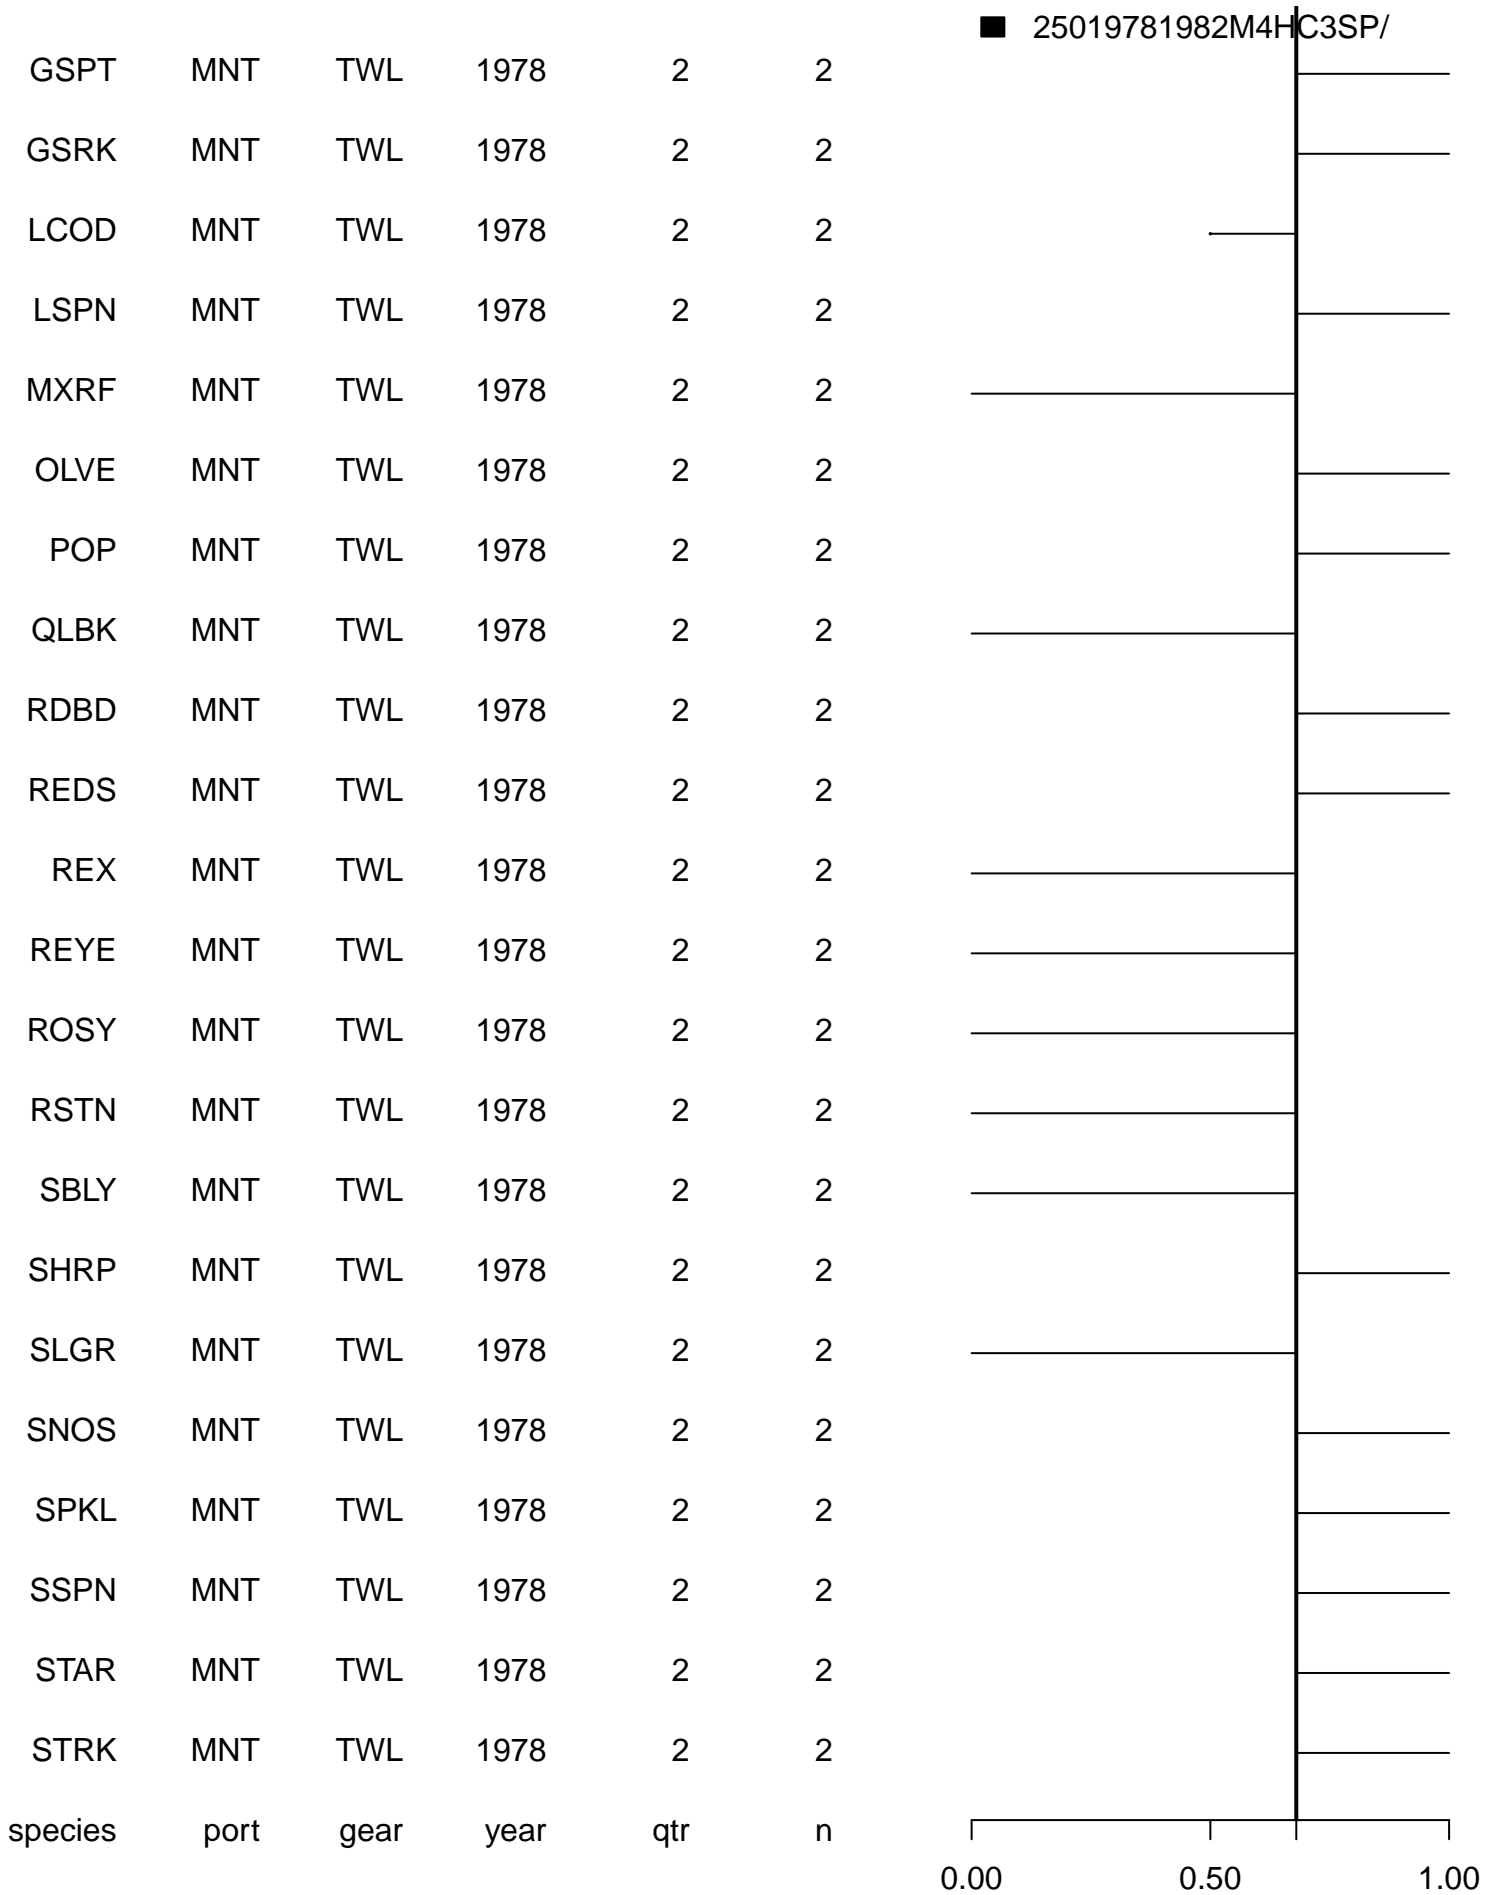 25019781982M4HC3SP/
GSPT MNT TWL 1978 2 2
GSRK MNT TWL 1978 2 2
LCOD MNT TWL 1978 2 2
LSPN MNT TWL 1978 2 2
MXRF MNT TWL 1978 2 2
OLVE MNT TWL 1978 2 2
POP MNT TWL 1978 2 2
QLBK MNT TWL 1978 2 2
RDBD MNT TWL 1978 2 2
REDS MNT TWL 1978 2 2
REX MNT TWL 1978 2 2
REYE MNT TWL 1978 2 2
ROSY MNT TWL 1978 2 2
RSTN MNT TWL 1978 2 2
SBLY MNT TWL 1978 2 2
SHRP MNT TWL 1978 2 2
SLGR MNT TWL 1978 2 2
SNOS MNT TWL 1978 2 2
SPKL MNT TWL 1978 2 2
SSPN MNT TWL 1978 2 2
STAR MNT TWL 1978 2 2
STRK MNT TWL 1978 2 2
species port gear year qtr n
0.00 0.50 1.00